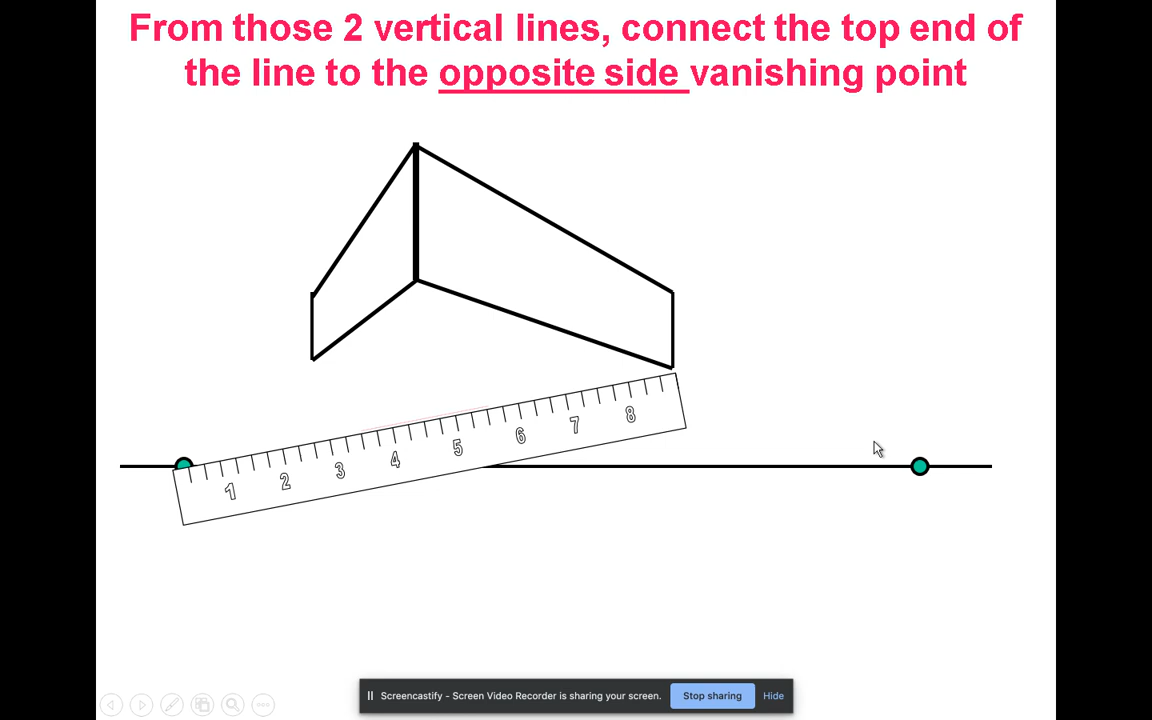 From those 2 vertical lines, connect the top end of
the line to the opposite side vanishing point
1 2 3 4 5 6 7 8
Screencastify - Screen Video Recorder is sharing your screen. Stop sharing Hide